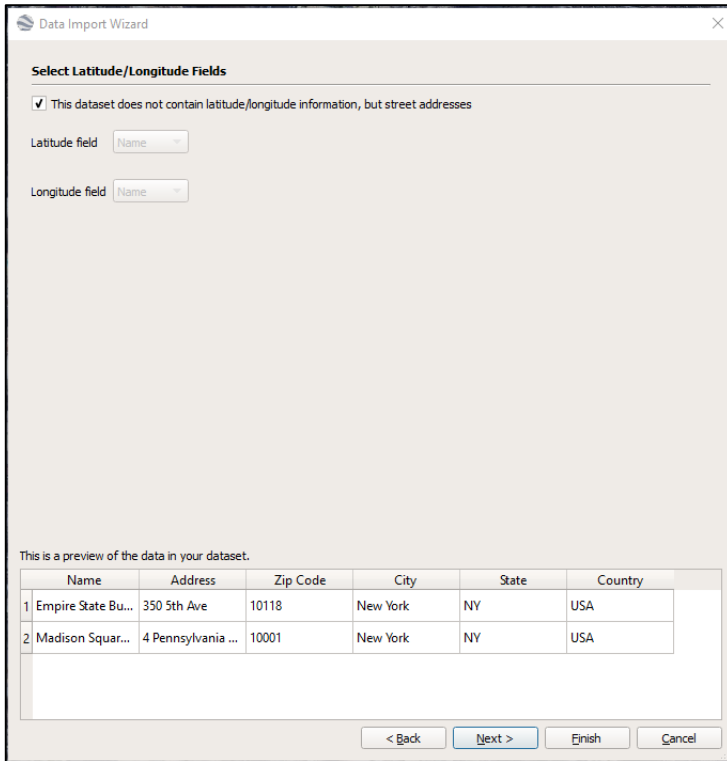 Data Import Wizard
Select Latitude/Longitude Fields
This dataset does not contain latitude/longitude information, but street addresses
Latitude field Name
Longitude field Name
This is a preview of the data in your dataset.
Name Address Zip Code City State Country
1 Empire State Bu... 350 5th Ave 10118 New York NY USA
2 Madison Squar... 4 Pennsylvania ... 10001 New York NY USA
< Back Next > Finish Cancel